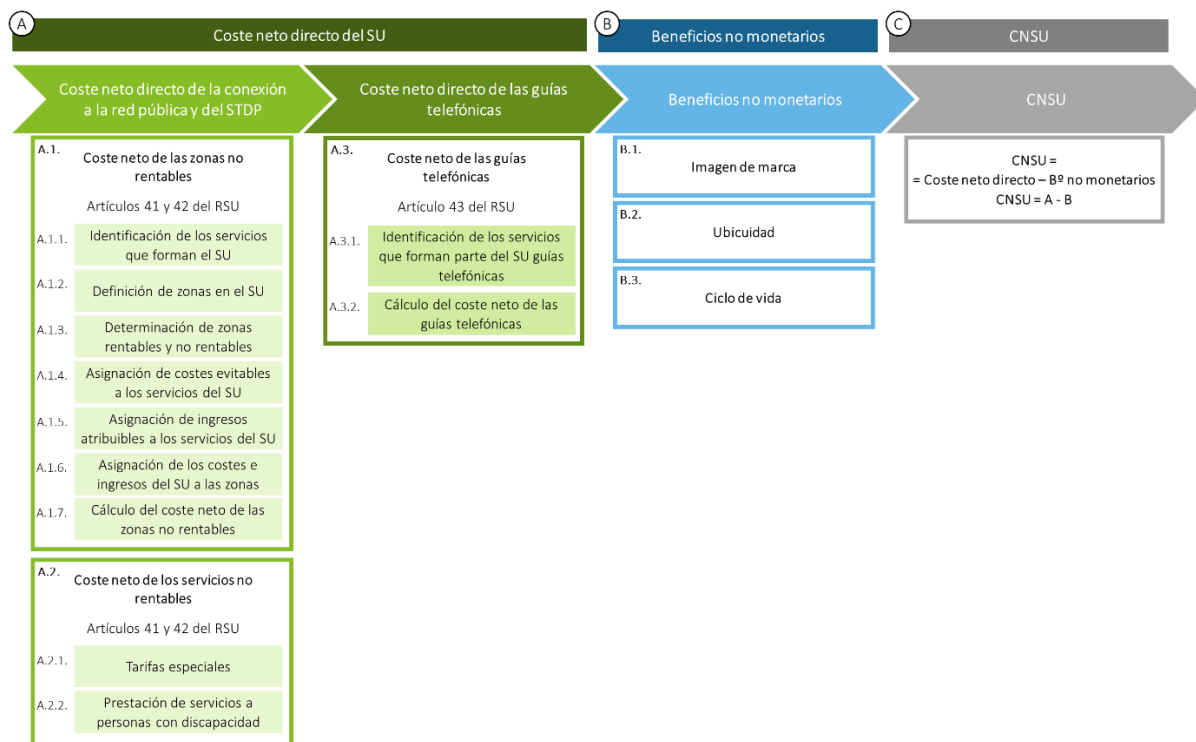 A
Coste neto directo del SU
B
Beneficios no monetarios
C
CNSU
Coste neto directo de la conexión
a la red pública y del STDP
Coste neto directo de las guías
telefónicas
Beneficios no monetarios
CNSU
A.1.
Coste neto de las zonas no
rentables
Artículos 41 y 42 del RSU
A.1.1.
Identificación de los servicios
que forman el SU
A.1.2.
Definición de zonas en el SU
A.1.3.
Determinación de zonas
rentables y no rentables
A.1.4.
Asignación de costes evitables
a los servicios del SU
A.1.5.
Asignación de ingresos
atribuibles a los servicios del SU
A.1.6.
Asignación de los costes e
ingresos del SU a las zonas
A.1.7.
Cálculo del coste neto de las
zonas no rentables
A.2.
Coste neto de los servicios no
rentables
Artículos 41 y 42 del RSU
A.2.1.
Tarifas especiales
A.2.2.
Prestación de servicios a
personas con discapacidad
A.3.
Coste neto de las guías
telefónicas
Artículo 43 del RSU
A.3.1.
Identificación de los servicios
que forman parte del SU guías
telefónicas
A.3.2.
Cálculo del coste neto de las
guías telefónicas
B.1.
Imagen de marca
B.2.
Ubicuidad
B.3.
Ciclo de vida
CNSU =
= Coste neto directo – Bº no monetarios
CNSU = A - B